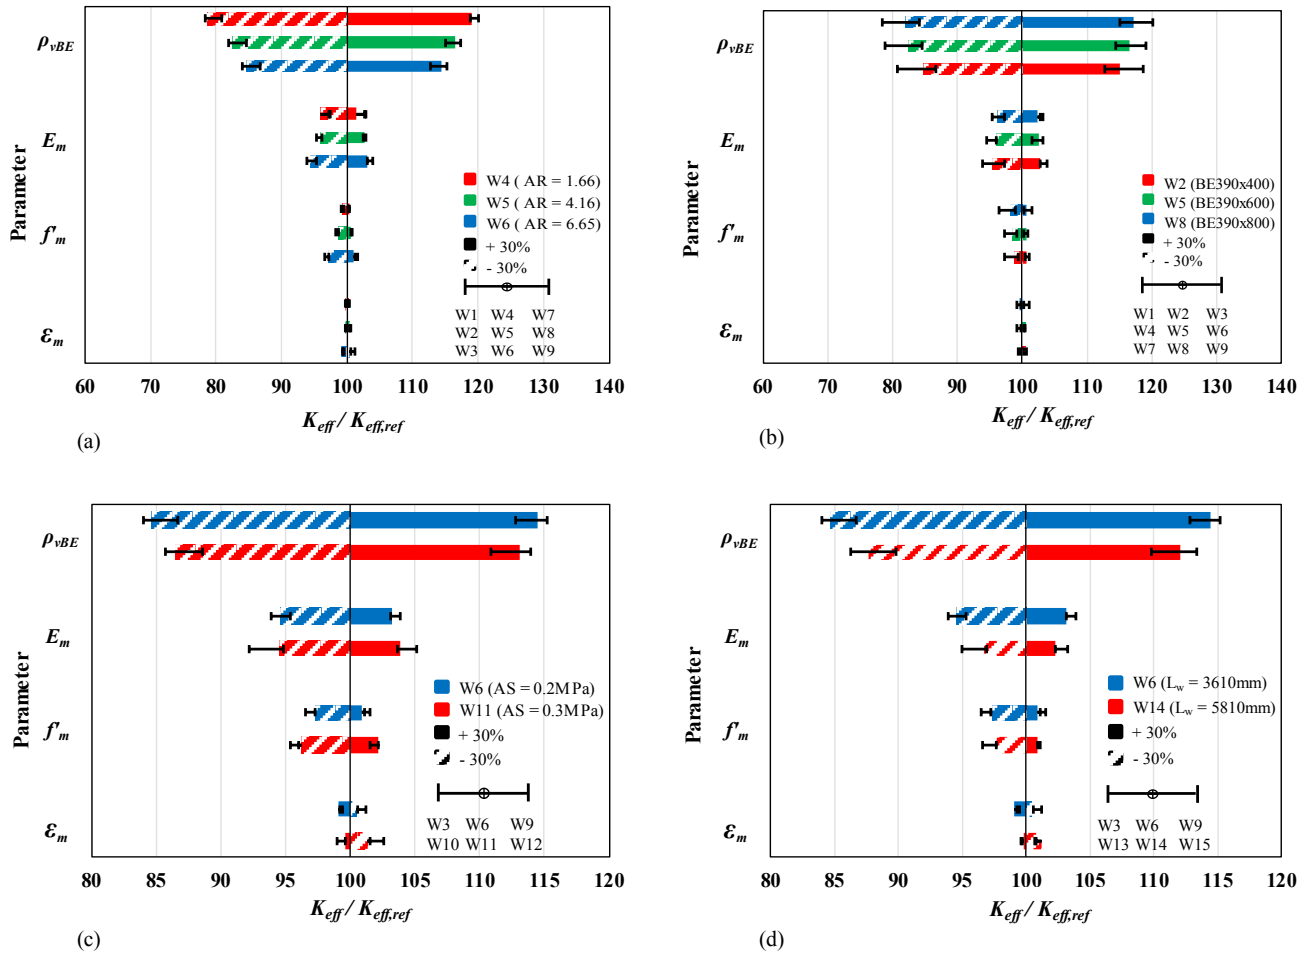 Parameter
ρvBE
Em
f'm
εm
W4 ( AR = 1.66)
W5 ( AR = 4.16)
W6 ( AR = 6.65)
+ 30%
- 30%
W1 W4 W7
W2 W5 W8
W3 W6 W9
60 70 80 90 100 110 120 130 140
Keff / Keff,ref
(a)
Parameter
ρvBE
Em
f'm
εm
W2 (BE390x400)
W5 (BE390x600)
W8 (BE390x800)
+ 30%
- 30%
W1 W2 W3
W4 W5 W6
W7 W8 W9
60 70 80 90 100 110 120 130 140
Keff / Keff,ref
(b)
Parameter
ρvBE
Em
f'm
εm
W6 (AS = 0.2MPa)
W11 (AS = 0.3MPa)
+ 30%
- 30%
W3 W6 W9
W10 W11 W12
80 85 90 95 100 105 110 115 120
Keff / Keff,ref
(c)
Parameter
ρvBE
Em
f'm
εm
W6 (Lw = 3610mm)
W14 (Lw = 5810mm)
+ 30%
- 30%
W3 W6 W9
W13 W14 W15
80 85 90 95 100 105 110 115 120
Keff / Keff,ref
(d)